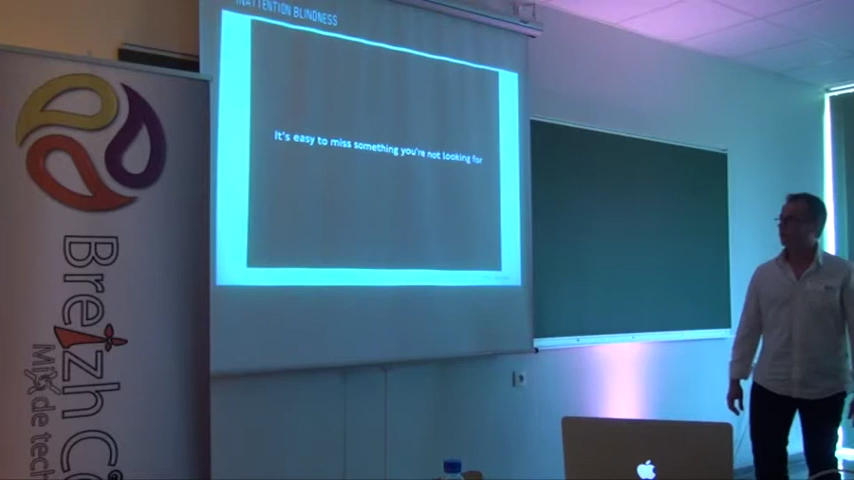 INATTENTION BLINDNESS
It's easy to miss something you're not looking for
Breizh C
Mix de tech